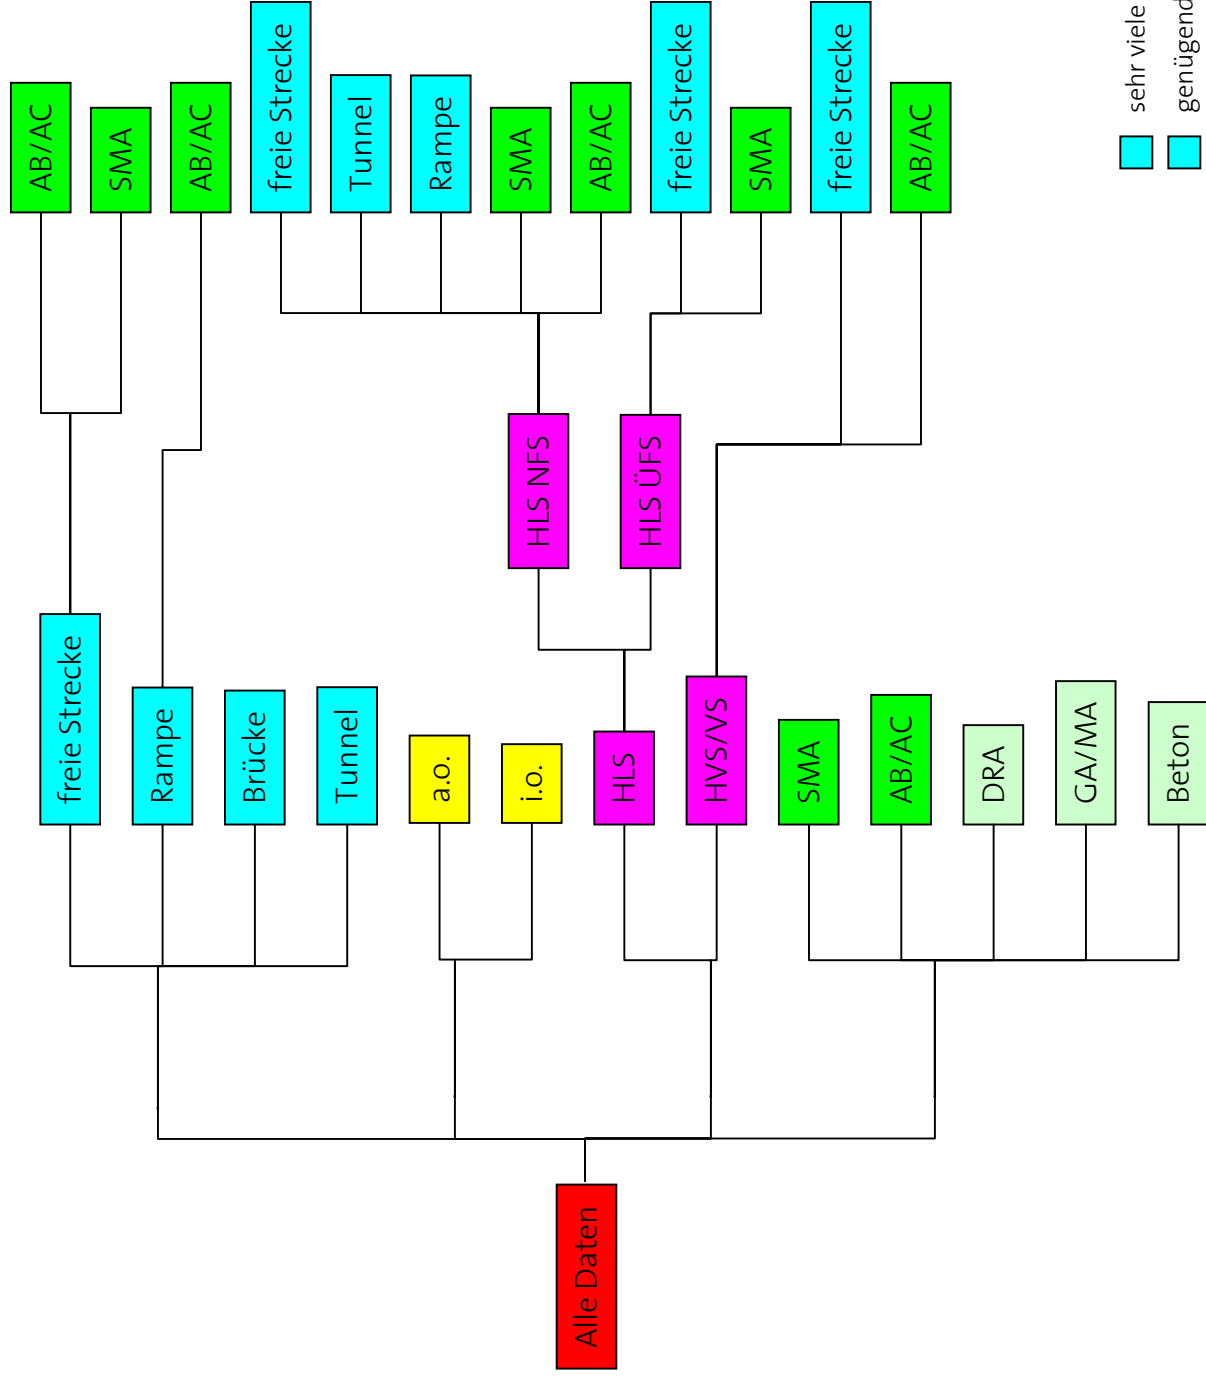 Alle Daten
freie Strecke
Rampe
Brücke
Tunnel
a.o.
i.o.
HLS
HVS/VS
SMA
AB/AC
DRA
GA/MA
Beton
HLS NFS
HLS ÜFS
AB/AC
SMA
AB/AC
freie Strecke
Tunnel
Rampe
SMA
AB/AC
freie Strecke
SMA
freie Strecke
AB/AC
sehr viele
genügend